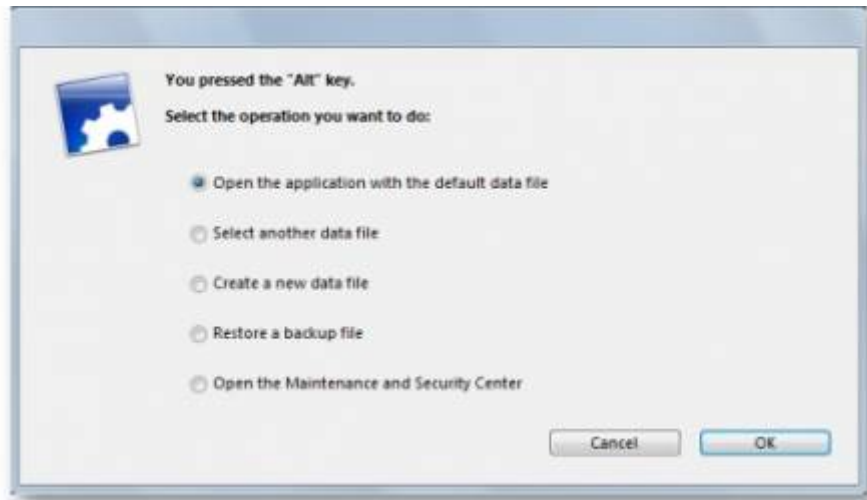 You pressed the "Alt" key.
Select the operation you want to do:
Open the application with the default data file
Select another data file
Create a new data file
Restore a backup file
Open the Maintenance and Security Center
Cancel OK